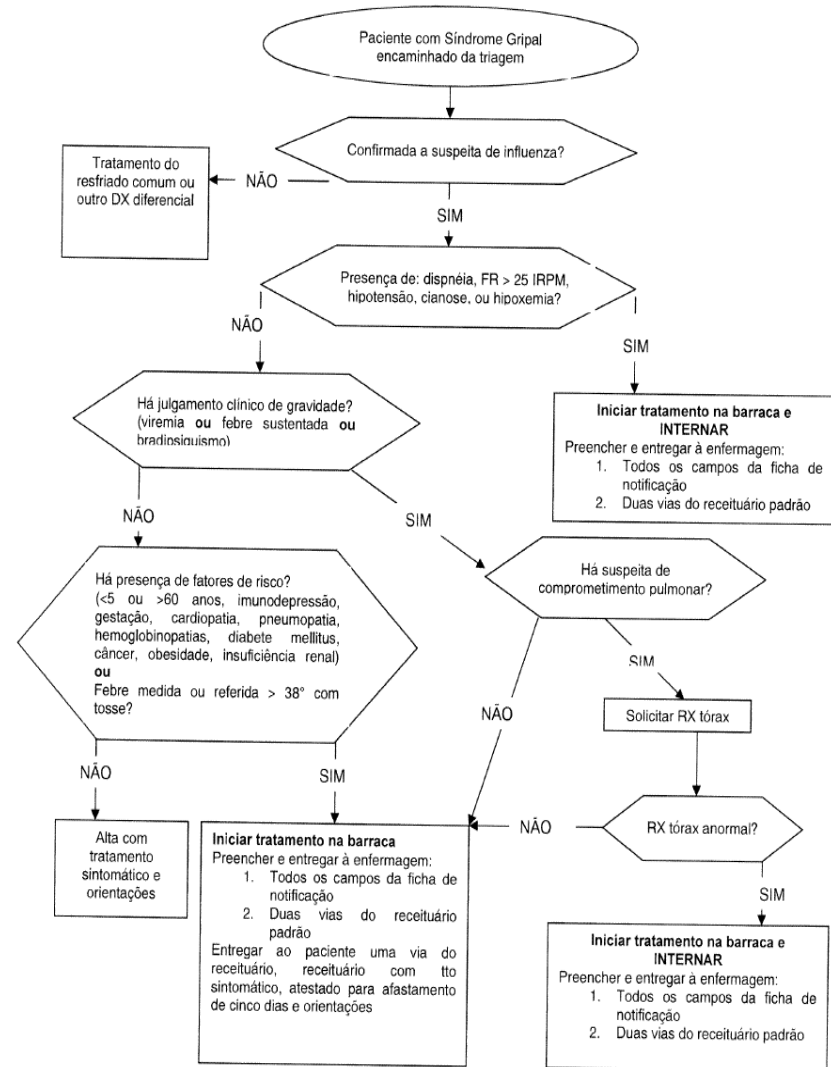 Paciente com Síndrome Gripal
encaminhado da triagem
Confirmada a suspeita de influenza?
Tratamento do
resfriado comum ou
outro DX diferencial
NÃO
SIM
Presença de: dispnéia, FR > 25 IRPM,
hipotensão, cianose, ou hipoxemia?
NÃO
SIM
Há julgamento clínico de gravidade?
(viremia ou febre sustentada ou
bradipsiquismo)
Iniciar tratamento na barraca e
INTERNAR
Preencher e entregar à enfermagem:
1. Todos os campos da ficha de
notificação
2. Duas vias do receituário padrão
NÃO
SIM
Há presença de fatores de risco?
(<5 ou >60 anos, imunodepressão,
gestação, cardiopatia, pneumopatia,
hemoglobinopatias, diabete mellitus,
câncer, obesidade, insuficiência renal)
ou
Febre medida ou referida > 38° com
tosse?
Há suspeita de
comprometimento pulmonar?
SIM
NÃO
Solicitar RX tórax
NÃO
SIM
Alta com
tratamento
sintomático e
orientações
Iniciar tratamento na barraca
Preencher e entregar à enfermagem:
1. Todos os campos da ficha de
notificação
2. Duas vias do receituário
padrão
Entregar ao paciente uma via do
receituário, receituário com tto
sintomático, atestado para afastamento
de cinco dias e orientações
NÃO
RX tórax anormal?
SIM
Iniciar tratamento na barraca e
INTERNAR
Preencher e entregar à enfermagem:
1. Todos os campos da ficha de
notificação
2. Duas vias do receituário padrão